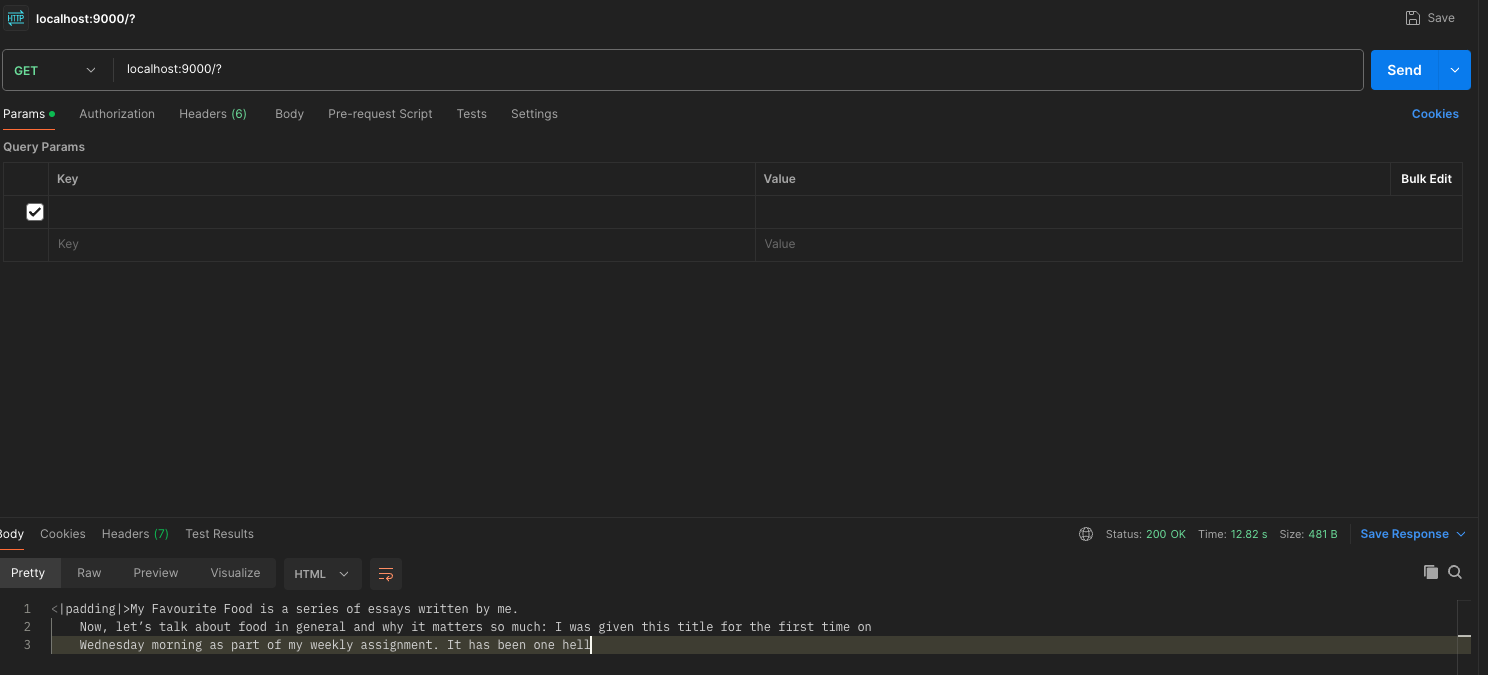 HTTP localhost:9000/?
Save
GET localhost:9000/? Send
Params Authorization Headers (6) Body Pre-request Script Tests Settings Cookies
Query Params
Key Value Bulk Edit
Key Value
Body Cookies Headers (7) Test Results Status: 200 OK Time: 12.82 s Size: 481 B Save Response
Pretty Raw Preview Visualize HTML
1 <|padding|>My Favourite Food is a series of essays written by me.
2 Now, let’s talk about food in general and why it matters so much: I was given this title for the first time on
3 Wednesday morning as part of my weekly assignment. It has been one hell